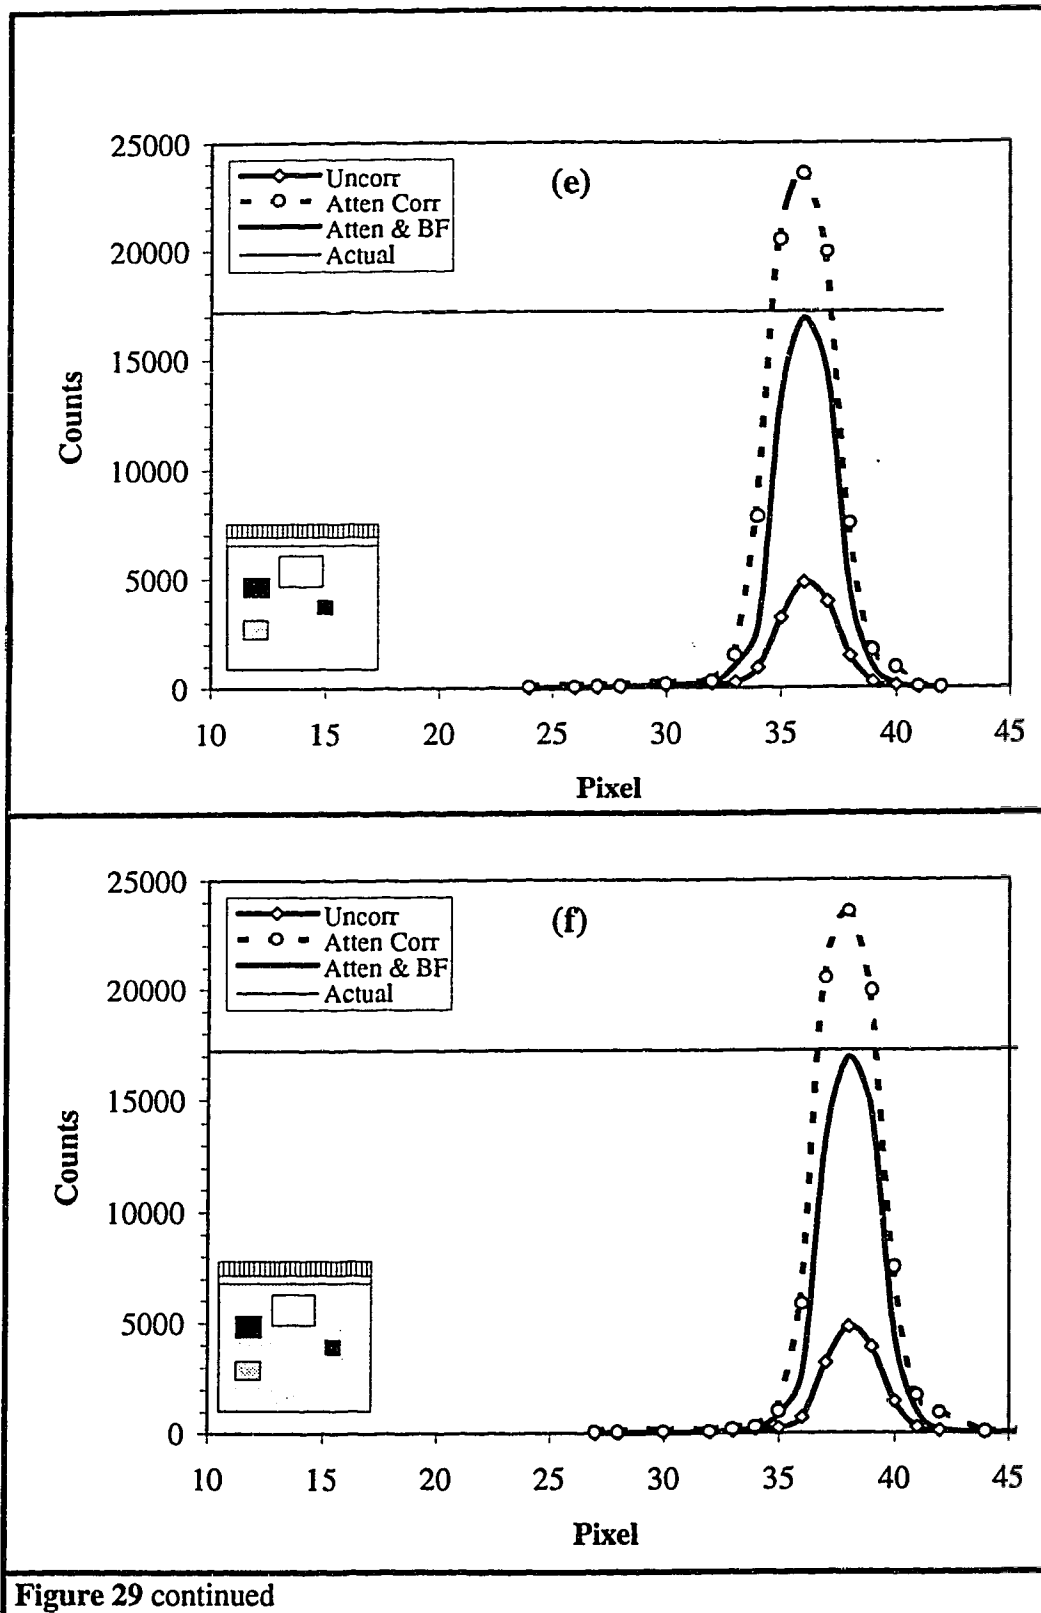 25000
20000
15000
10000
5000
0
Counts
Uncorr
Atten Corr
Atten & BF
Actual
(e)
10 15 20 25 30 35 40 45
Pixel
25000
20000
15000
10000
5000
0
Counts
Uncorr
Atten Corr
Atten & BF
Actual
(f)
10 15 20 25 30 35 40 45
Pixel
Figure 29 continued